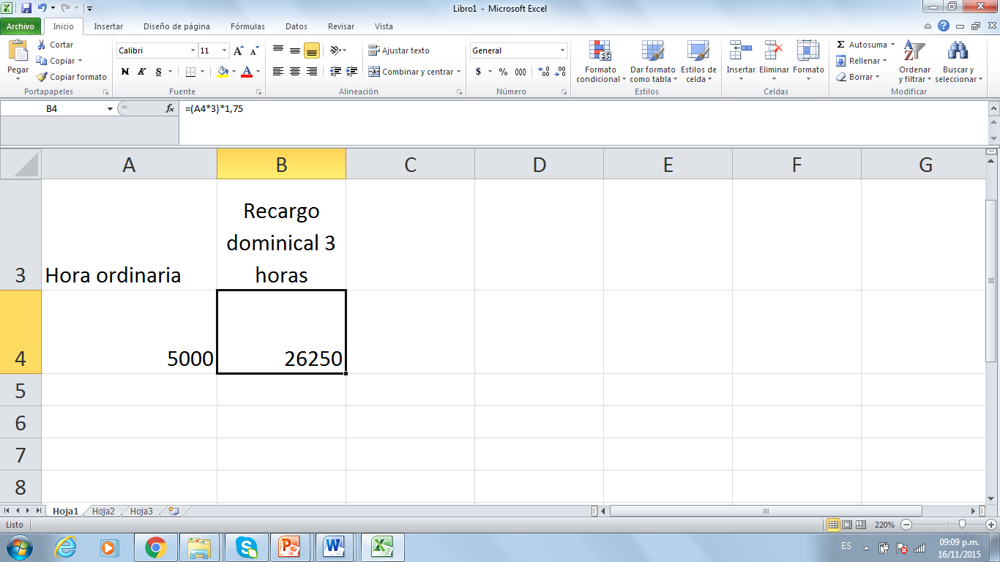 Libro1 - Microsoft Excel
Archivo Inicio Insertar Diseño de página Fórmulas Datos Revisar Vista
Pegar
Cortar
Copiar
Copiar formato
Portapapeles
Calibri 11
N K S
Fuente
Ajustar texto
Combinar y centrar
Alineación
General
$ % 000
Número
Formato condicional
Dar formato como tabla
Estilos de celda
Estilos
Insertar Eliminar Formato
Celdas
Autosuma
Rellenar
Borrar
Ordenar y filtrar
Buscar y seleccionar
Modificar
B4 fx =(A4*3)*1,75
A B C D E F G
3 Hora ordinaria
Recargo
dominical 3
horas
4 5000 26250
5
6
7
8
Hoja1 Hoja2 Hoja3
Listo 220%
ES 09:09 p.m.
16/11/2015